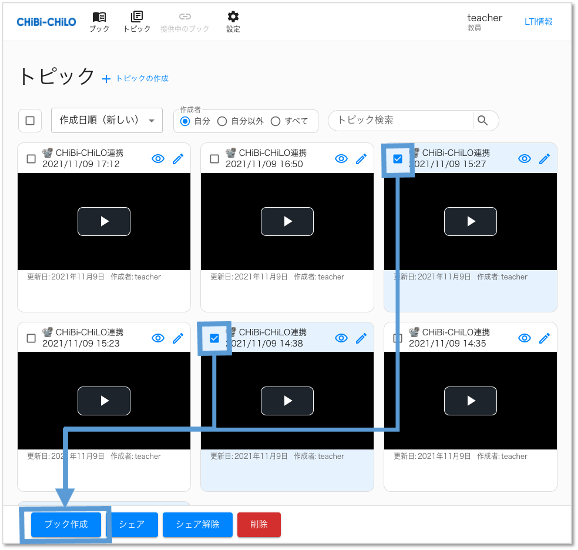 CHiBi-CHiLO
ブック
トピック
提供中のブック
設定
teacher
教員
LTI情報
トピック
+ トピックの作成
作成日順（新しい）
作成者
自分
自分以外
すべて
トピック検索
CHiBi-CHiLO連携
2021/11/09 17:12
CHiBi-CHiLO連携
2021/11/09 16:50
CHiBi-CHiLO連携
2021/11/09 15:27
更新日: 2021年11月9日 作成者: teacher
更新日: 2021年11月9日 作成者: teacher
更新日: 2021年11月9日 作成者: teacher
CHiBi-CHiLO連携
2021/11/09 15:23
CHiBi-CHiLO連携
2021/11/09 14:38
CHiBi-CHiLO連携
2021/11/09 14:35
更新日: 2021年11月9日 作成者: teacher
更新日: 2021年11月9日 作成者: teacher
更新日: 2021年11月9日 作成者: teacher
ブック作成
シェア
シェア解除
削除